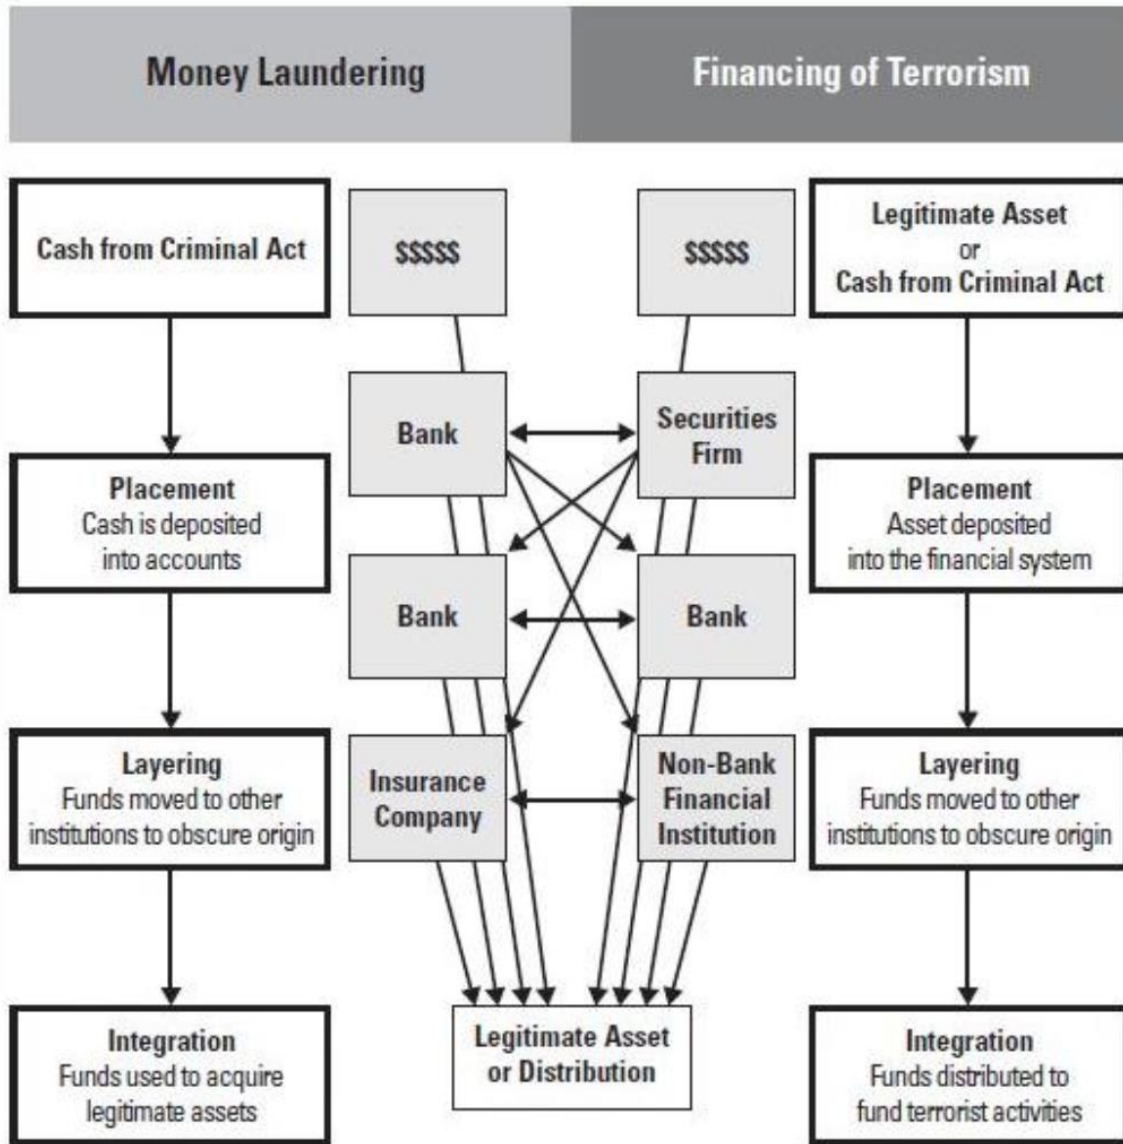 Money Laundering
Financing of Terrorism
Cash from Criminal Act
$$$$$
$$$$$
Legitimate Asset
or
Cash from Criminal Act
Bank
Securities
Firm
Placement
Cash is deposited
into accounts
Placement
Asset deposited
into the financial system
Bank
Bank
Layering
Funds moved to other
institutions to obscure origin
Insurance
Company
Non-Bank
Financial
Institution
Layering
Funds moved to other
institutions to obscure origin
Integration
Funds used to acquire
legitimate assets
Legitimate Asset
or Distribution
Integration
Funds distributed to
fund terrorist activities